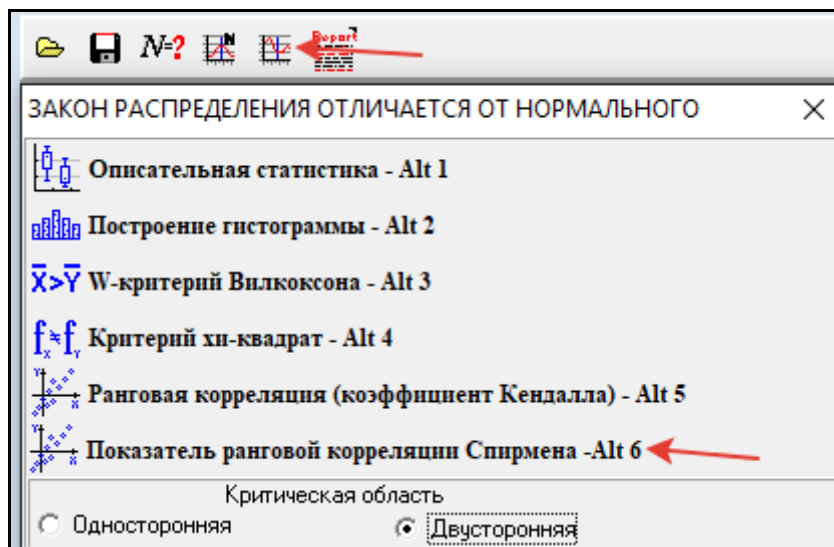 N=? N Report
ЗАКОН РАСПРЕДЕЛЕНИЯ ОТЛИЧАЕТСЯ ОТ НОРМАЛЬНОГО
Описательная статистика - Alt 1
Построение гистограммы - Alt 2
X̅>Y̅ W-критерий Вилкоксона - Alt 3
fx≠fy Критерий хи-квадрат - Alt 4
Y X Ранговая корреляция (коэффициент Кендалла) - Alt 5
Y X Показатель ранговой корреляции Спирмена -Alt 6
Критическая область
Односторонняя Двусторонняя